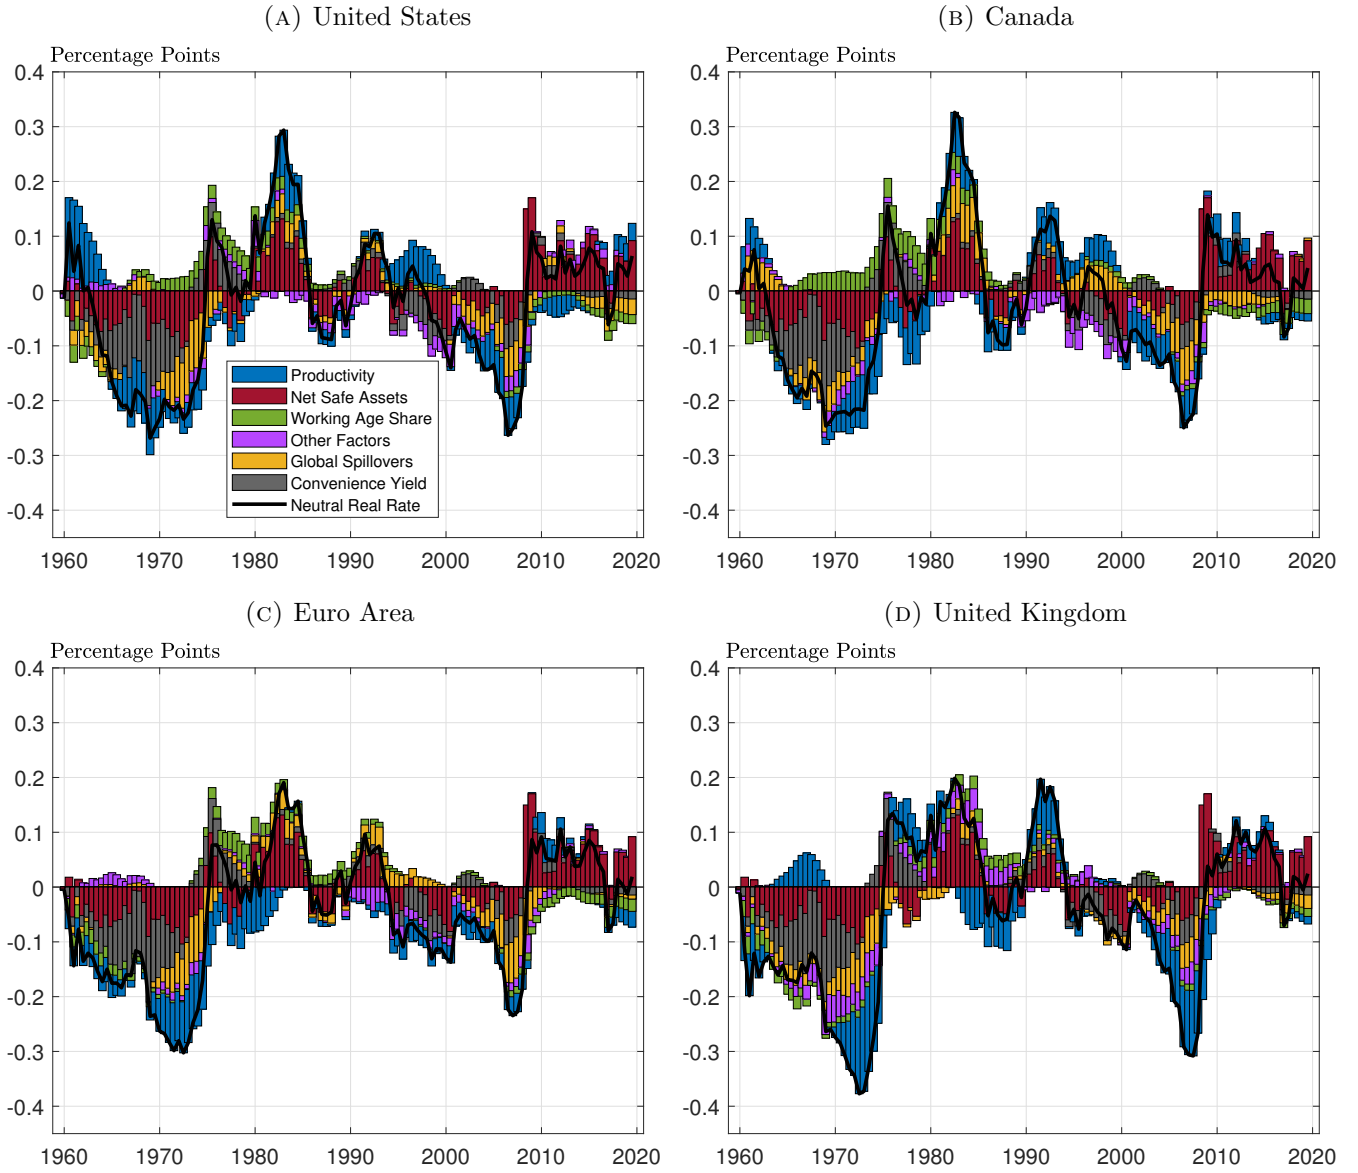 (A) United States
Percentage Points
0.4
0.3
0.2
0.1
0
-0.1
-0.2
-0.3
-0.4
1960 1970 1980 1990 2000 2010 2020
Productivity
Net Safe Assets
Working Age Share
Other Factors
Global Spillovers
Convenience Yield
Neutral Real Rate
(B) Canada
Percentage Points
0.4
0.3
0.2
0.1
0
-0.1
-0.2
-0.3
-0.4
1960 1970 1980 1990 2000 2010 2020
(C) Euro Area
Percentage Points
0.4
0.3
0.2
0.1
0
-0.1
-0.2
-0.3
-0.4
1960 1970 1980 1990 2000 2010 2020
(D) United Kingdom
Percentage Points
0.4
0.3
0.2
0.1
0
-0.1
-0.2
-0.3
-0.4
1960 1970 1980 1990 2000 2010 2020